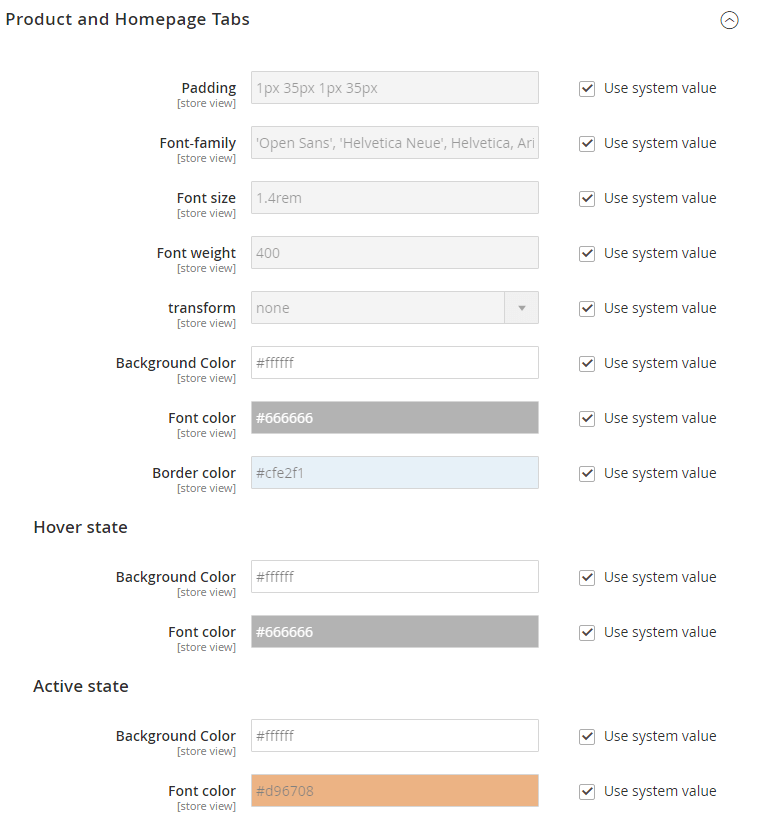 Product and Homepage Tabs
Padding 1px 35px 1px 35px Use system value
[store view]
Font-family 'Open Sans', 'Helvetica Neue', Helvetica, Ari Use system value
[store view]
Font size 1.4rem Use system value
[store view]
Font weight 400 Use system value
[store view]
transform none Use system value
[store view]
Background Color #ffffff Use system value
[store view]
Font color #666666 Use system value
[store view]
Border color #cfe2f1 Use system value
[store view]
Hover state
Background Color #ffffff Use system value
[store view]
Font color #666666 Use system value
[store view]
Active state
Background Color #ffffff Use system value
[store view]
Font color #d96708 Use system value
[store view]